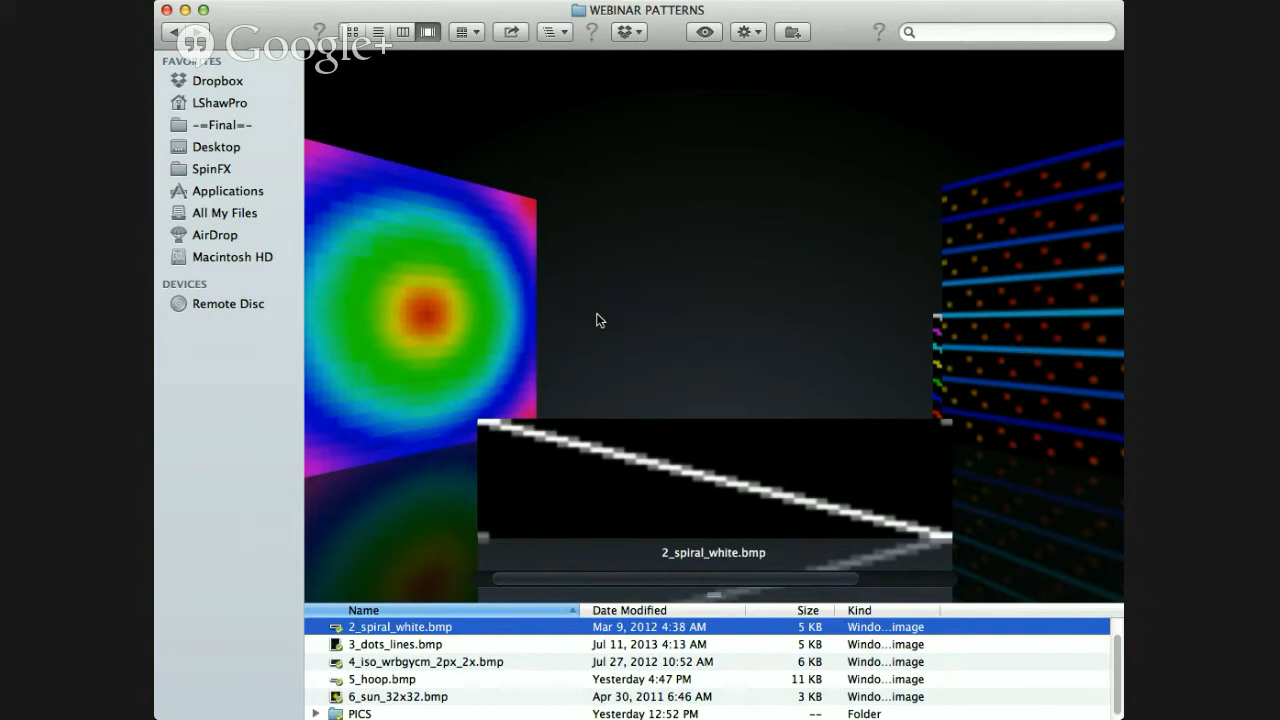 WEBINAR PATTERNS
Google+
FAVORITES
Dropbox
LShawPro
-=Final=-
Desktop
SpinFX
Applications
All My Files
AirDrop
Macintosh HD
DEVICES
Remote Disc
2_spiral_white.bmp
Name Date Modified Size Kind
2_spiral_white.bmp Mar 9, 2012 4:38 AM 5 KB Windo...image
3_dots_lines.bmp Jul 11, 2013 4:13 AM 5 KB Windo...image
4_iso_wrbgycm_2px_2x.bmp Jul 27, 2012 10:52 AM 6 KB Windo...image
5_hoop.bmp Yesterday 4:47 PM 11 KB Windo...image
6_sun_32x32.bmp Apr 30, 2011 6:46 AM 3 KB Windo...image
PICS Yesterday 12:52 PM -- Folder